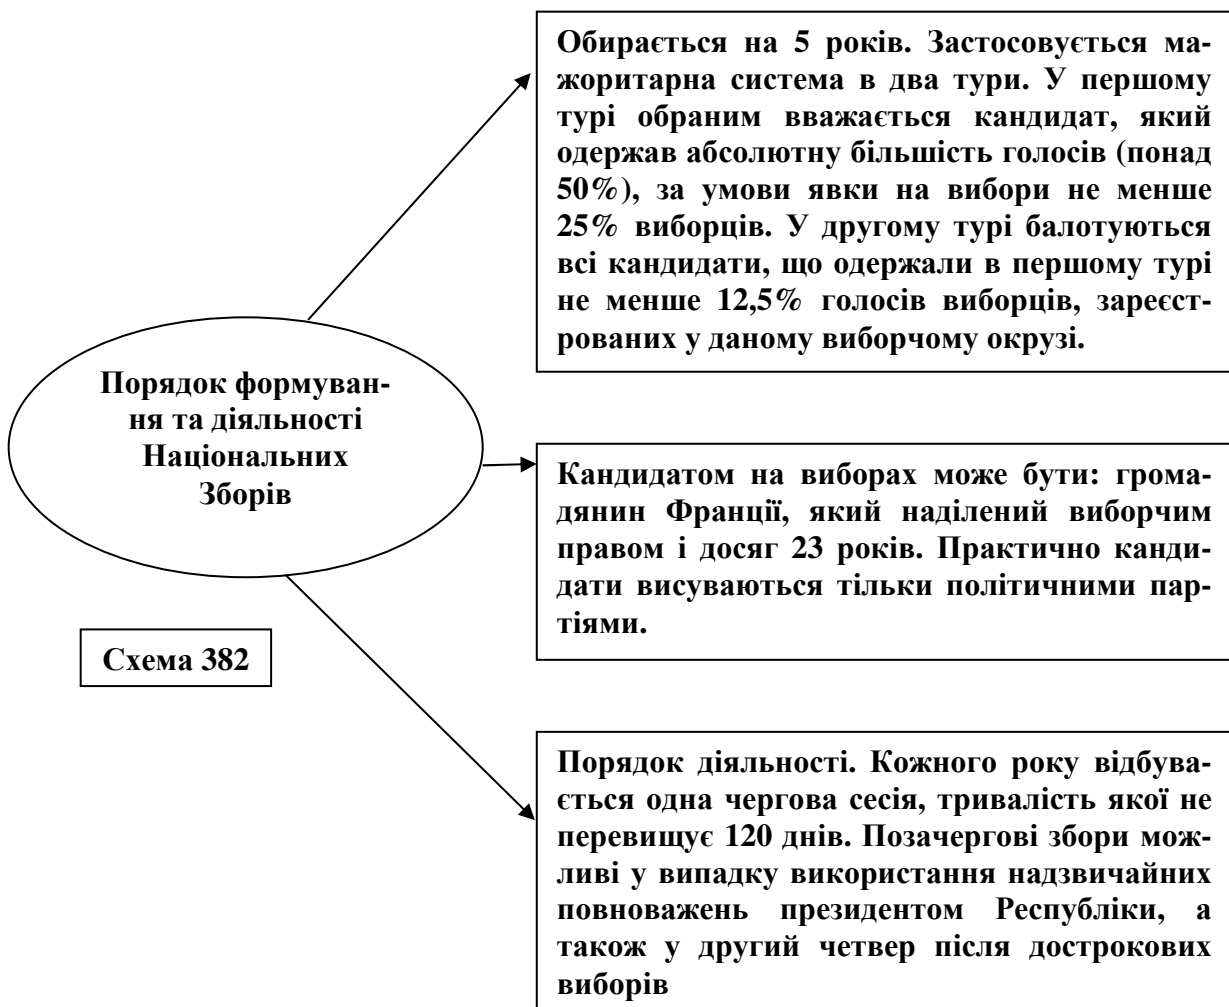 Обирається на 5 років. Застосовується ма-
жоритарна система в два тури. У першому
турі обраним вважається кандидат, який
одержав абсолютну більшість голосів (понад
50%), за умови явки на вибори не менше
25% виборців. У другому турі балотуються
всі кандидати, що одержали в першому турі
не менше 12,5% голосів виборців, зареєст-
рованих у даному виборчому окрузі.
Порядок формуван-
ня та діяльності
Національних
Зборів
Кандидатом на виборах може бути: грома-
дянин Франції, який наділений виборчим
правом і досяг 23 років. Практично канди-
дати висуваються тільки політичними пар-
тіями.
Схема 382
Порядок діяльності. Кожного року відбува-
ється одна чергова сесія, тривалість якої не
перевищує 120 днів. Позачергові збори мож-
ливі у випадку використання надзвичайних
повноважень президентом Республіки, а
також у другий четвер після дострокових
виборів